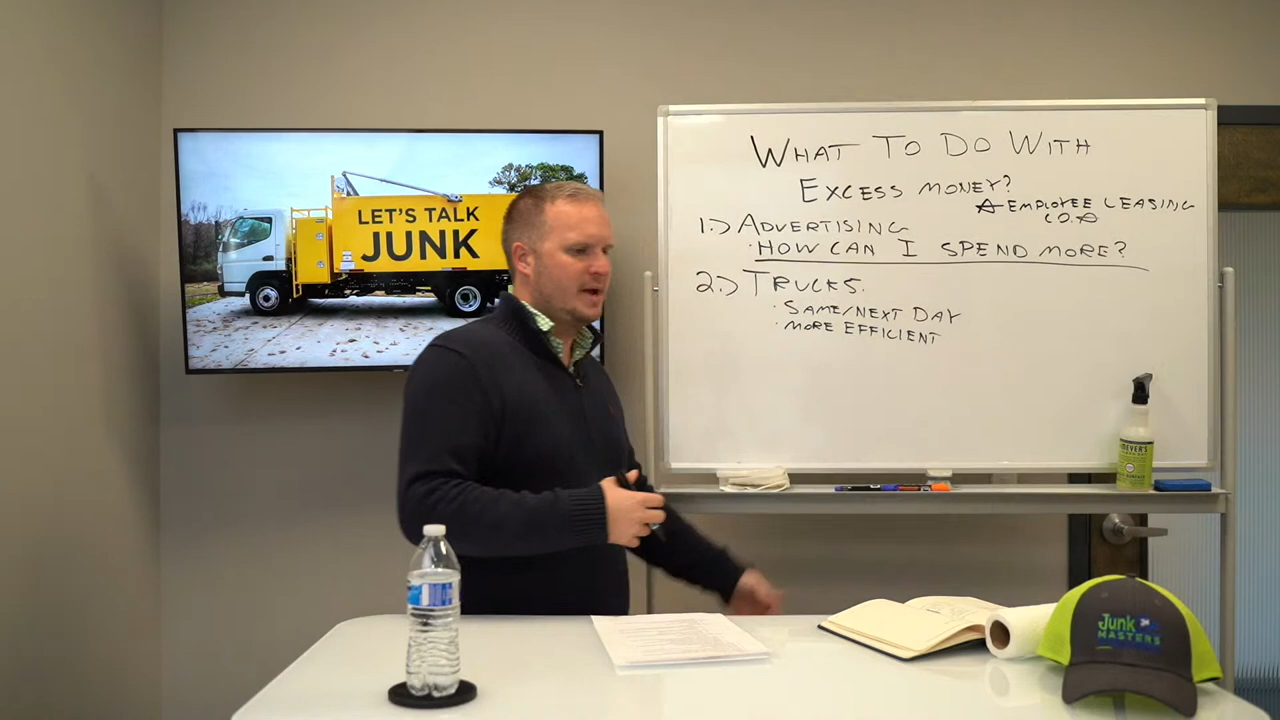 LET'S TALK
JUNK
WHAT TO DO WITH
EXCESS MONEY?
EMPLOYEE LEASING
CO.
1.) ADVERTISING
· HOW CAN I SPEND MORE?
2.) TRUCKS.
· SAME/NEXT DAY
· MORE EFFICIENT
MEYER'S
Junk
MASTERS